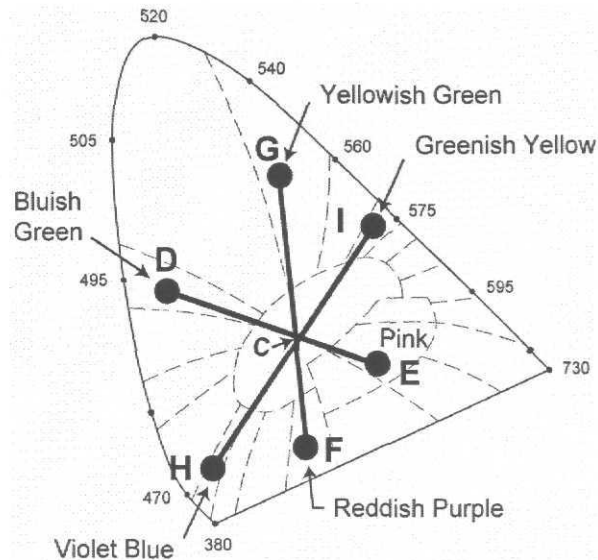 520
540
Yellowish Green
505
G
560
Greenish Yellow
I
575
Bluish
Green
D
495
595
C
Pink
E
730
H
F
470
Reddish Purple
380
Violet Blue